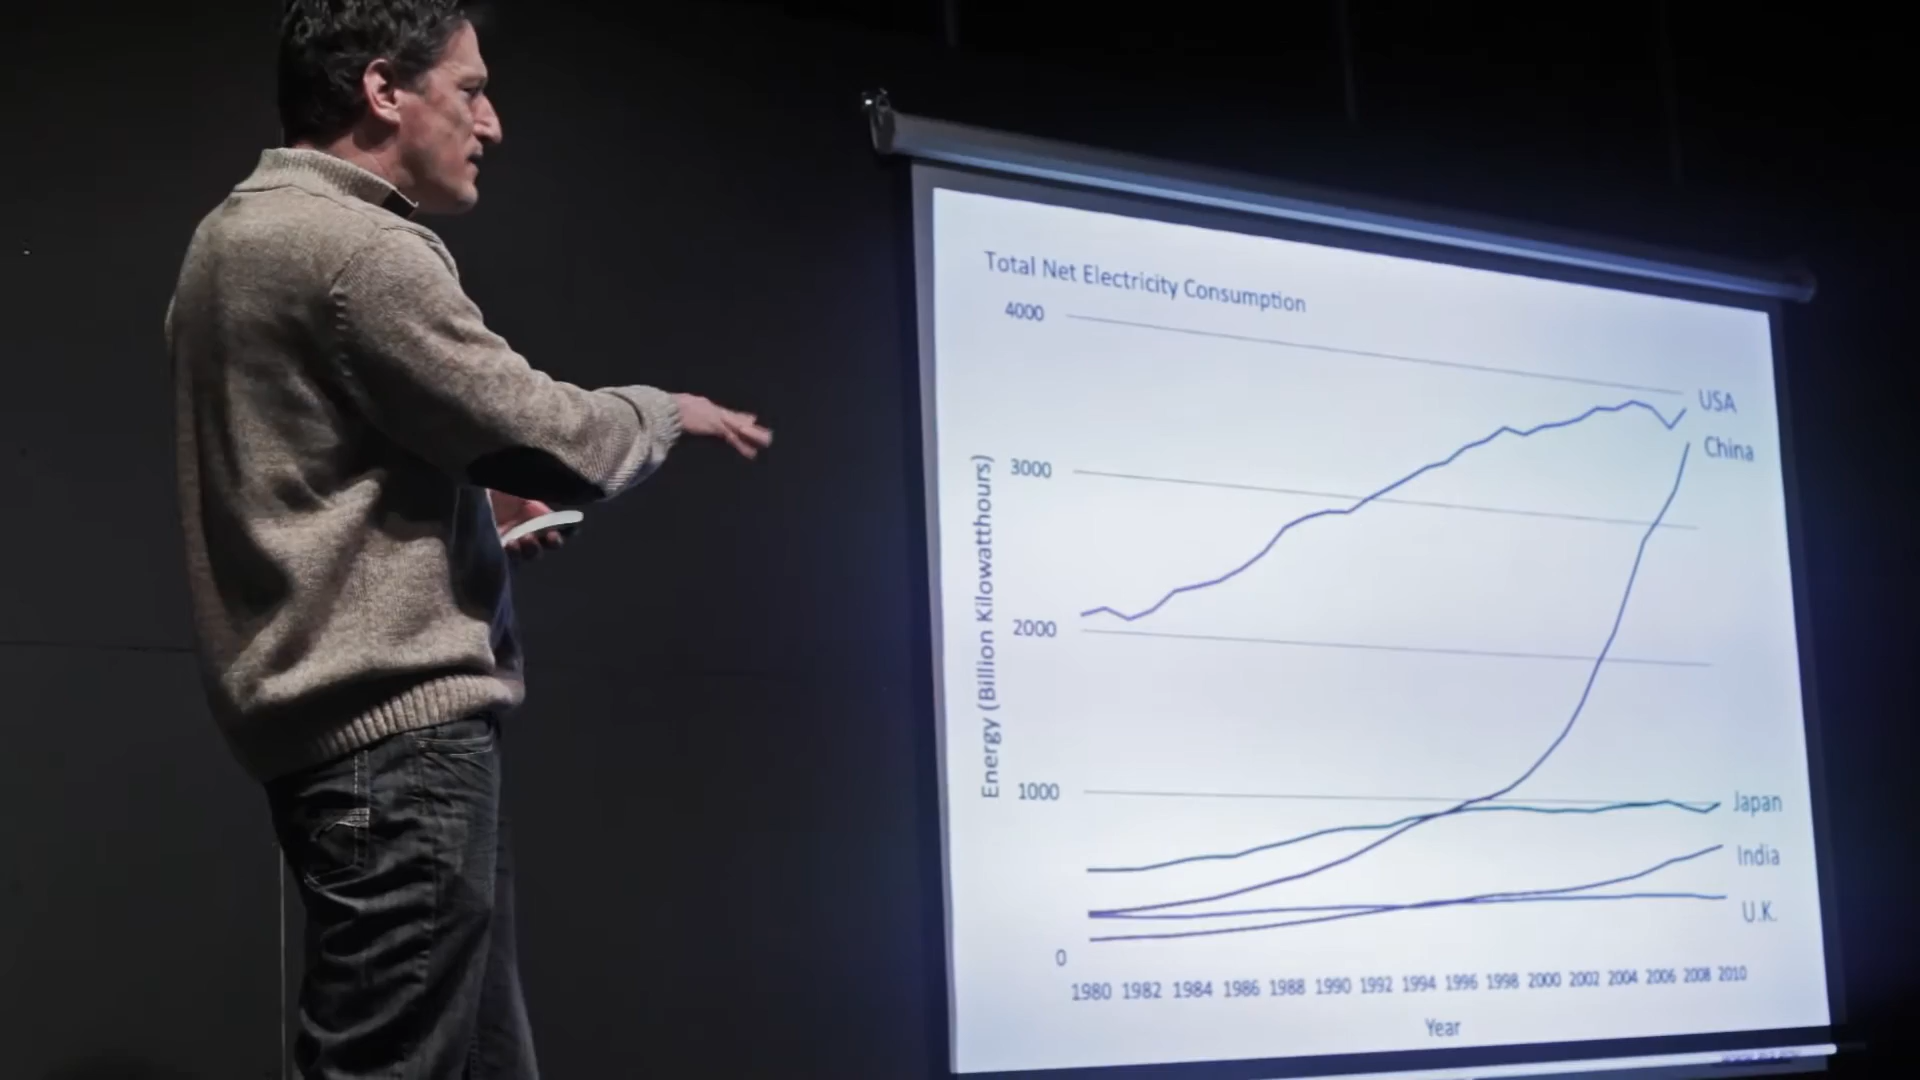 Total Net Electricity Consumption
4000
USA
China
3000
Energy (Billion Kilowatthours)
2000
1000
Japan
India
U.K.
0
1980 1982 1984 1986 1988 1990 1992 1994 1996 1998 2000 2002 2004 2006 2008 2010
Year